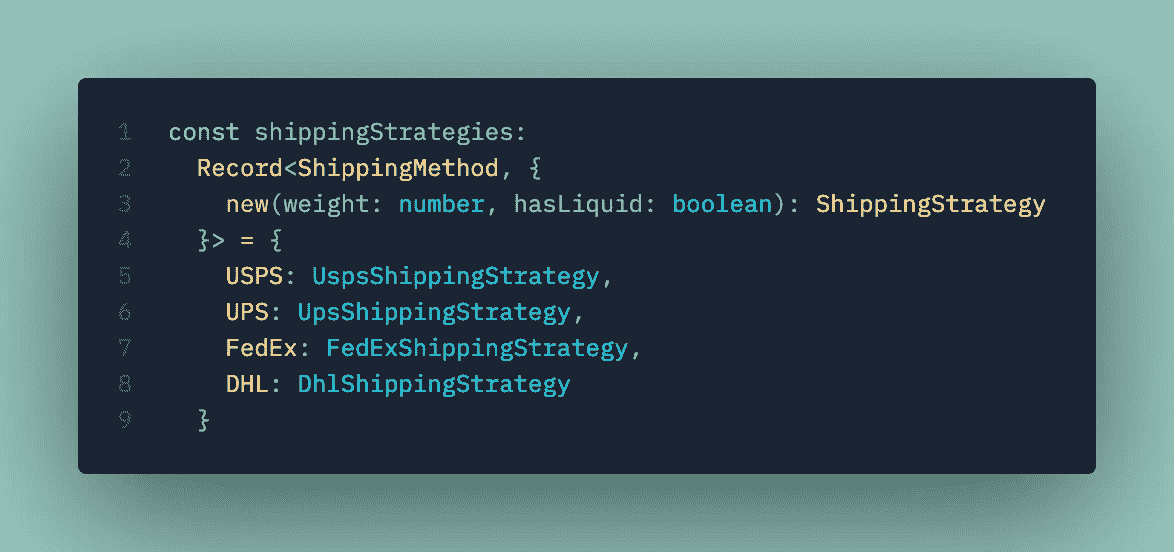 1 const shippingStrategies:
2 Record<ShippingMethod, {
3 new(weight: number, hasLiquid: boolean): ShippingStrategy
4 }> = {
5 USPS: UspsShippingStrategy,
6 UPS: UpsShippingStrategy,
7 FedEx: FedExShippingStrategy,
8 DHL: DhlShippingStrategy
9 }